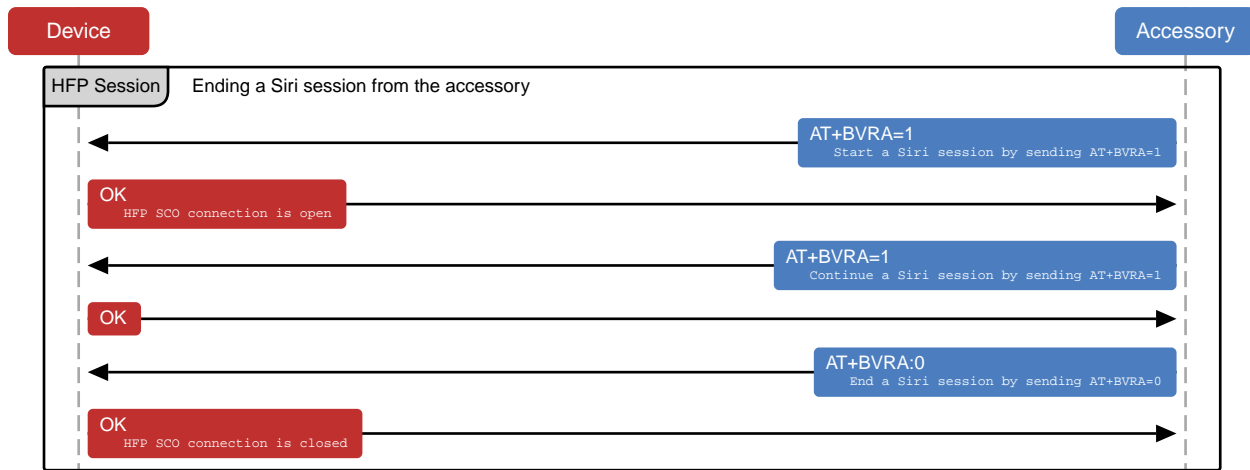 Device
Accessory
HFP Session
Ending a Siri session from the accessory
AT+BVRA=1
Start a Siri session by sending AT+BVRA=1
OK
HFP SCO connection is open
AT+BVRA=1
Continue a Siri session by sending AT+BVRA=1
OK
AT+BVRA:0
End a Siri session by sending AT+BVRA=0
OK
HFP SCO connection is closed